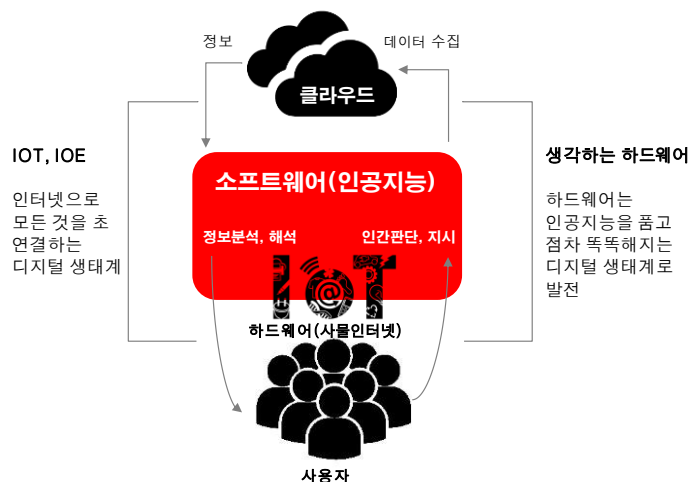 정보
데이터 수집
클라우드
IOT, IOE
인터넷으로
모든 것을 초
연결하는
디지털 생태계
소프트웨어(인공지능)
정보분석, 해석
인간판단, 지시
IoT
하드웨어(사물인터넷)
사용자
생각하는 하드웨어
하드웨어는
인공지능을 품고
점차 똑똑해지는
디지털 생태계로
발전